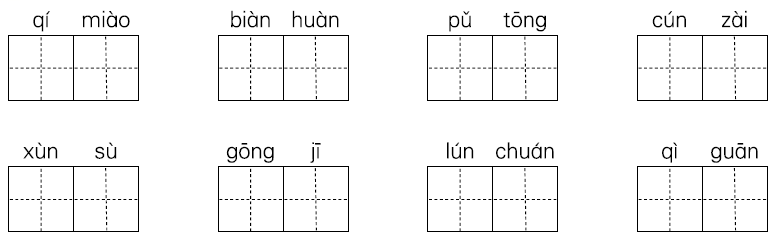 qí miào biàn huàn pǔ tōng cún zài
xùn sù gōng jī lún chuán qì guān